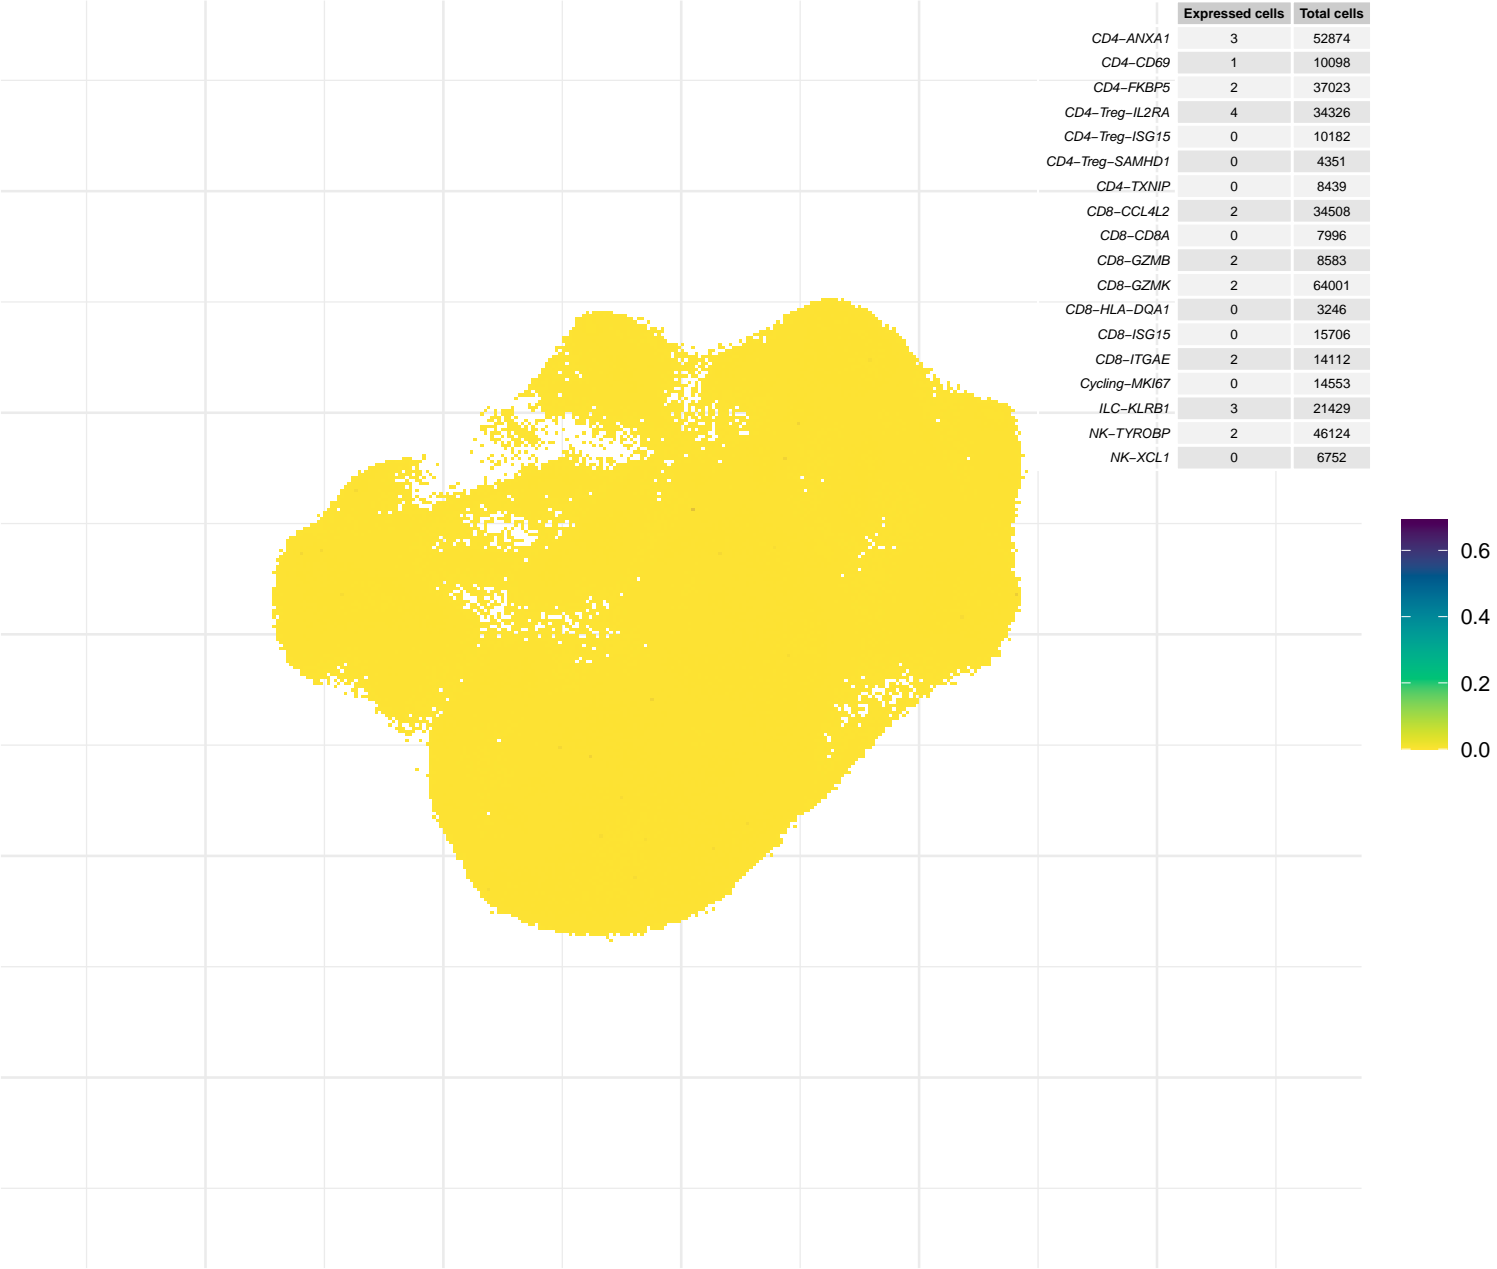 Expressed cells Total cells
CD4−ANXA1 3 52874
CD4−CD69 1 10098
CD4−FKBP5 2 37023
CD4−Treg−IL2RA 4 34326
CD4−Treg−ISG15 0 10182
CD4−Treg−SAMHD1 0 4351
CD4−TXNIP 0 8439
CD8−CCL4L2 2 34508
CD8−CD8A 0 7996
CD8−GZMB 2 8583
CD8−GZMK 2 64001
CD8−HLA−DQA1 0 3246
CD8−ISG15 0 15706
CD8−ITGAE 2 14112
Cycling−MKI67 0 14553
ILC−KLRB1 3 21429
NK−TYROBP 2 46124
NK−XCL1 0 6752
0.6
0.4
0.2
0.0